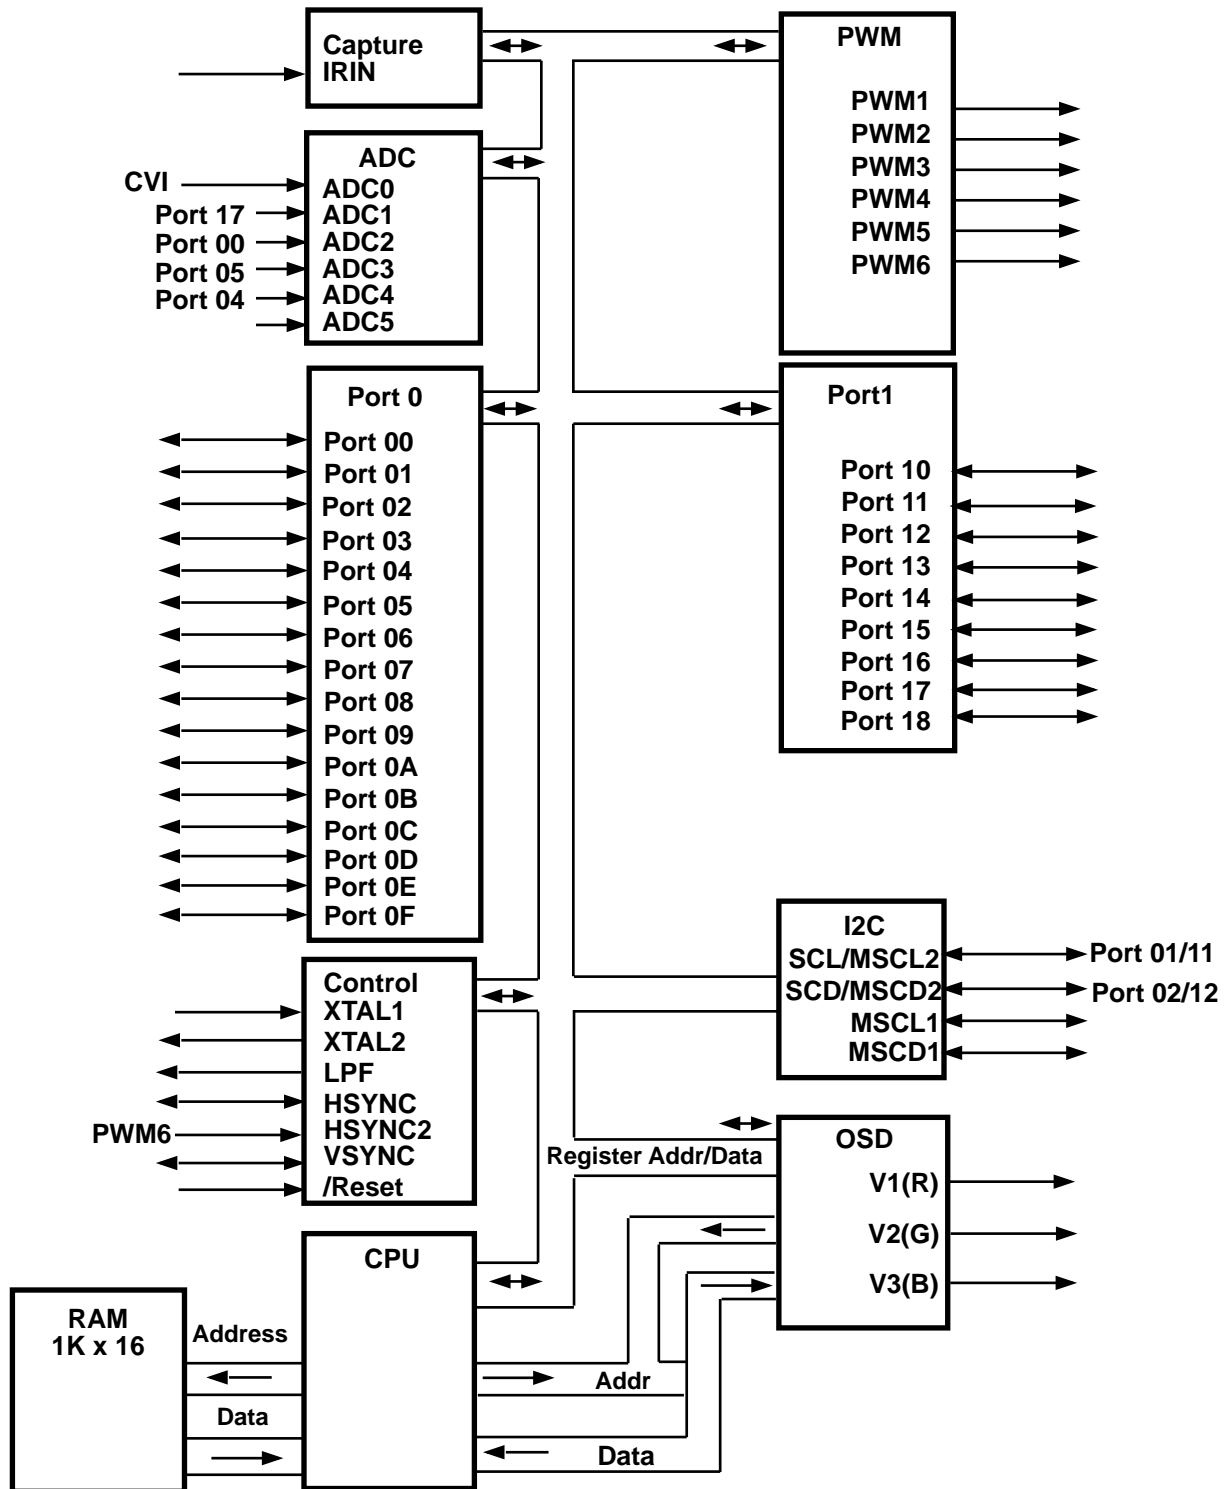 Capture
IRIN
PWM
PWM1
PWM2
PWM3
PWM4
PWM5
PWM6
ADC
CVI
ADC0
Port 17
ADC1
Port 00
ADC2
Port 05
ADC3
Port 04
ADC4
ADC5
Port 0
Port 00
Port 01
Port 02
Port 03
Port 04
Port 05
Port 06
Port 07
Port 08
Port 09
Port 0A
Port 0B
Port 0C
Port 0D
Port 0E
Port 0F
Port1
Port 10
Port 11
Port 12
Port 13
Port 14
Port 15
Port 16
Port 17
Port 18
I2C
SCL/MSCL2
Port 01/11
SCD/MSCD2
Port 02/12
MSCL1
MSCD1
Control
XTAL1
XTAL2
LPF
HSYNC
PWM6
HSYNC2
VSYNC
/Reset
OSD
Register Addr/Data
V1(R)
V2(G)
V3(B)
CPU
RAM
1K x 16
Address
Data
Addr
Data